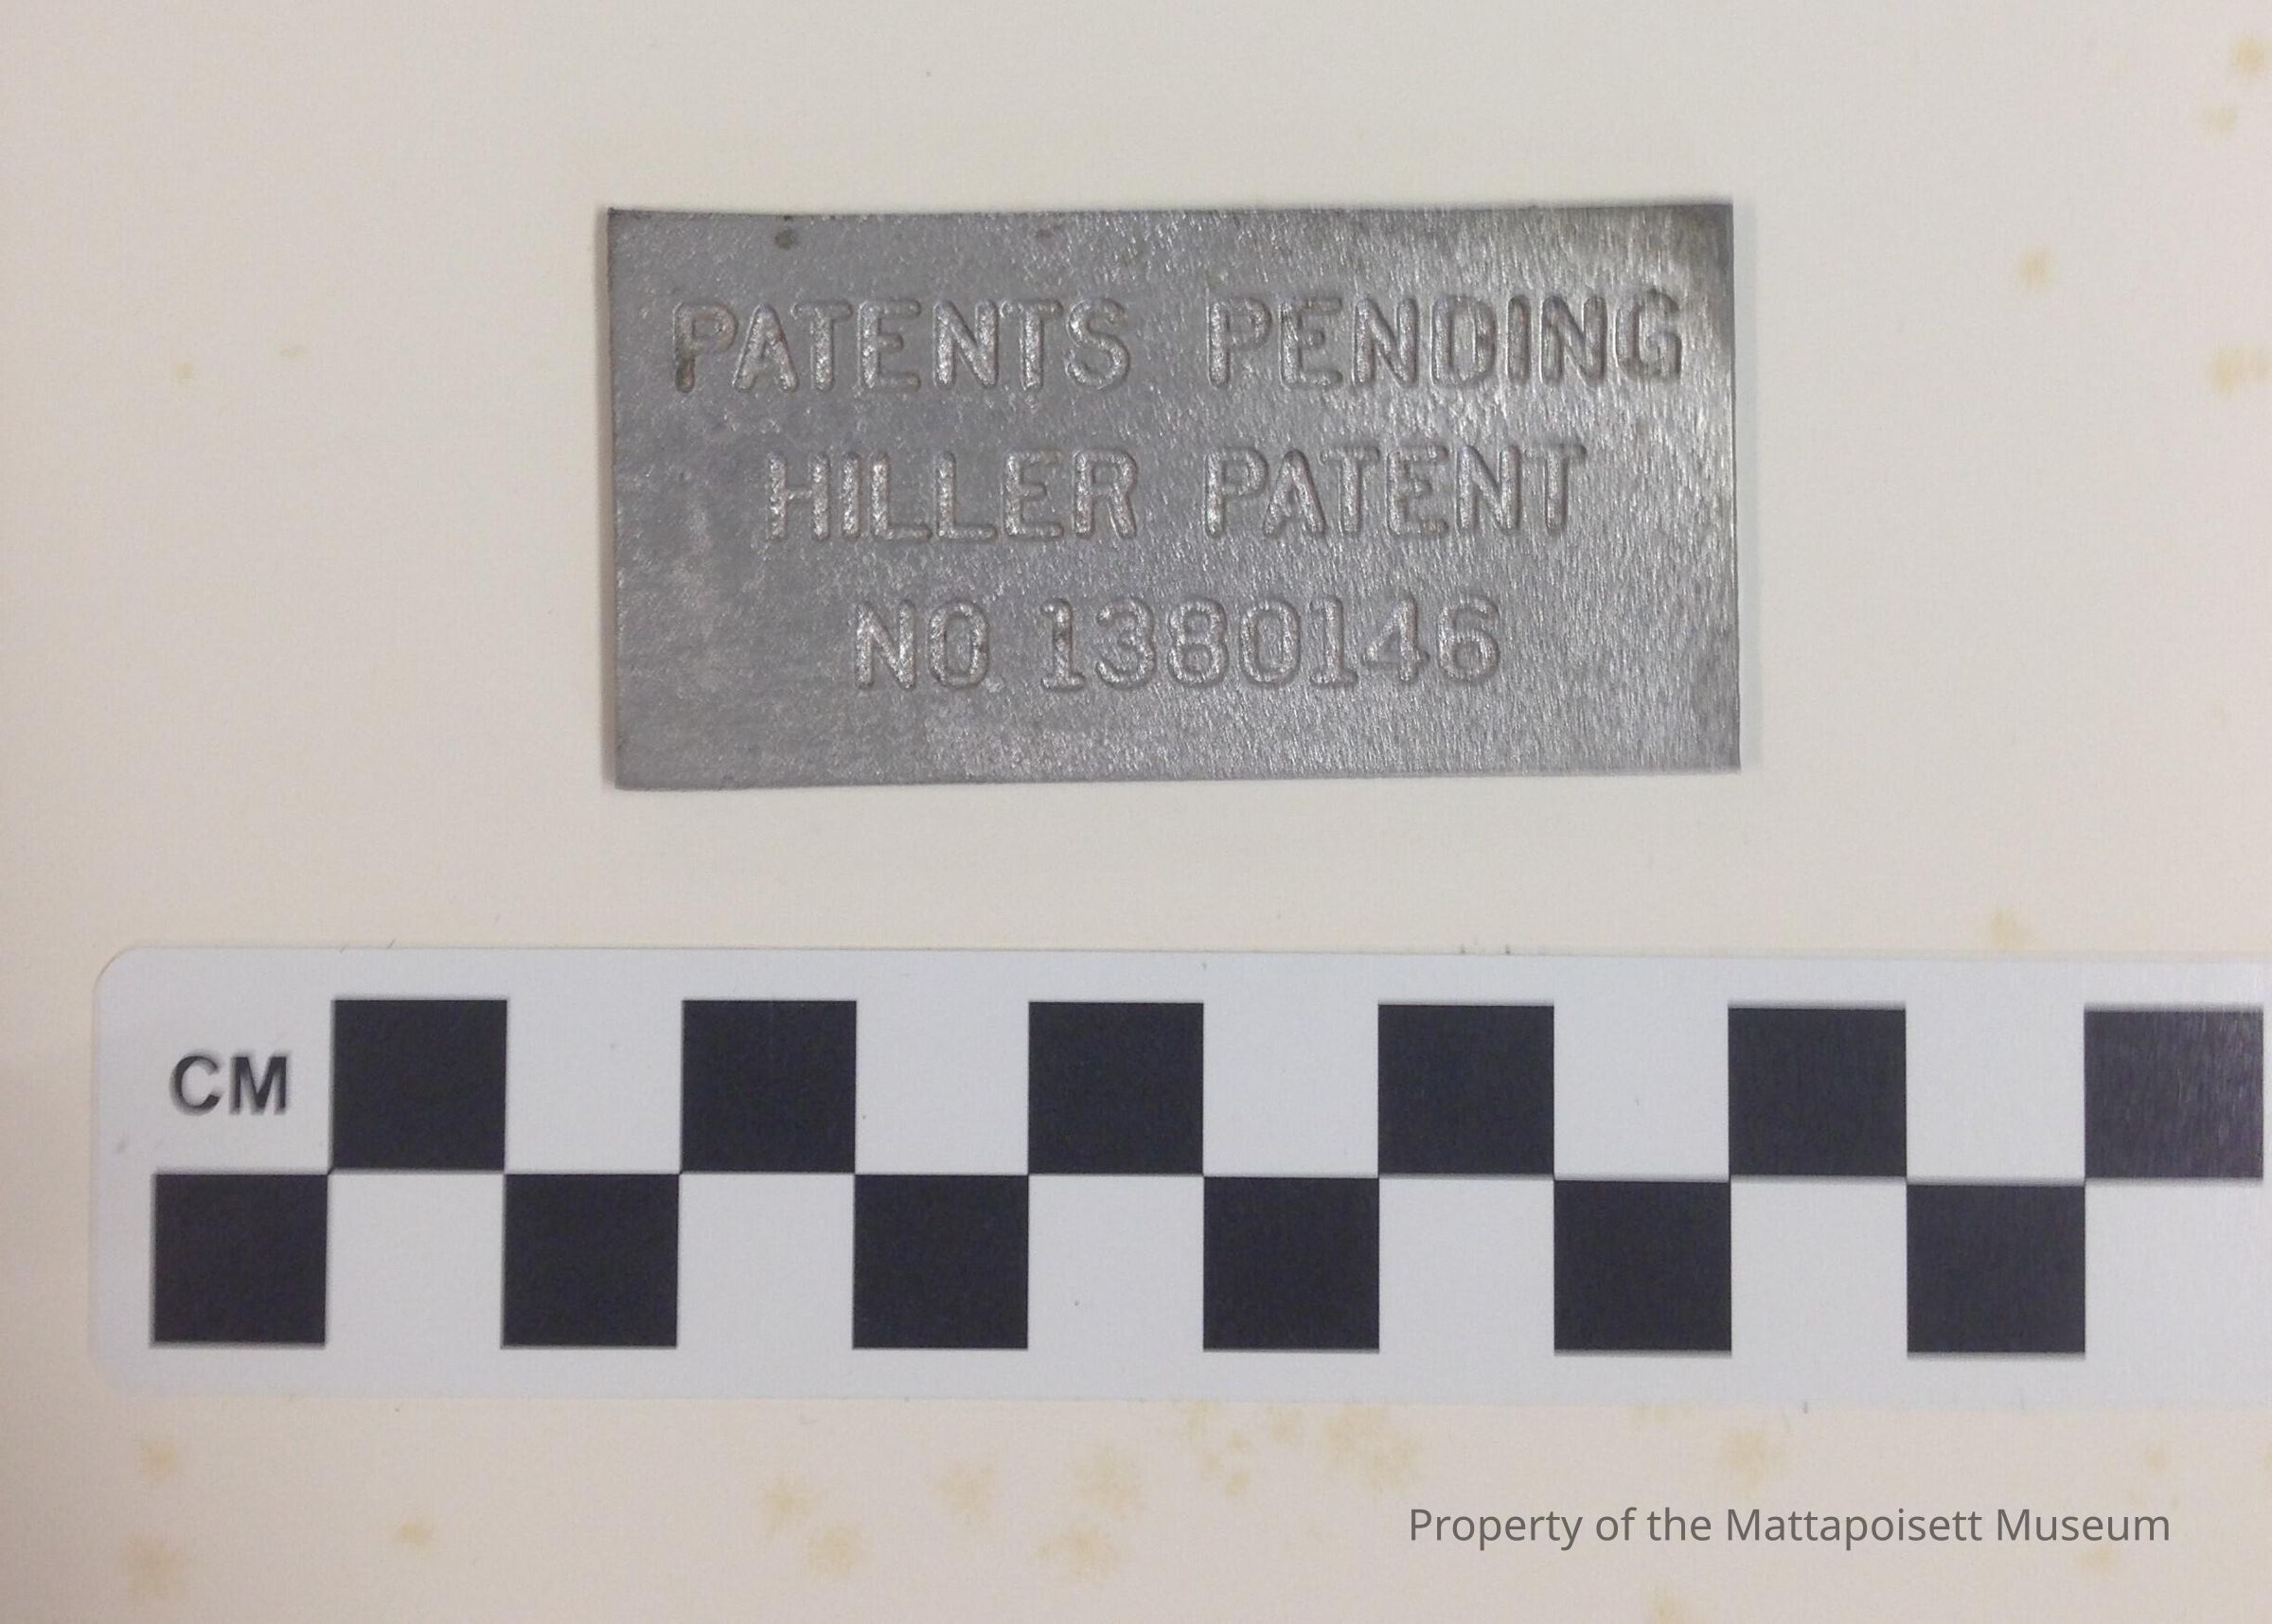 PATENTS PENDING
HILLER PATENT
NO. 1380146
CM
Property of the Mattapoisett Museum